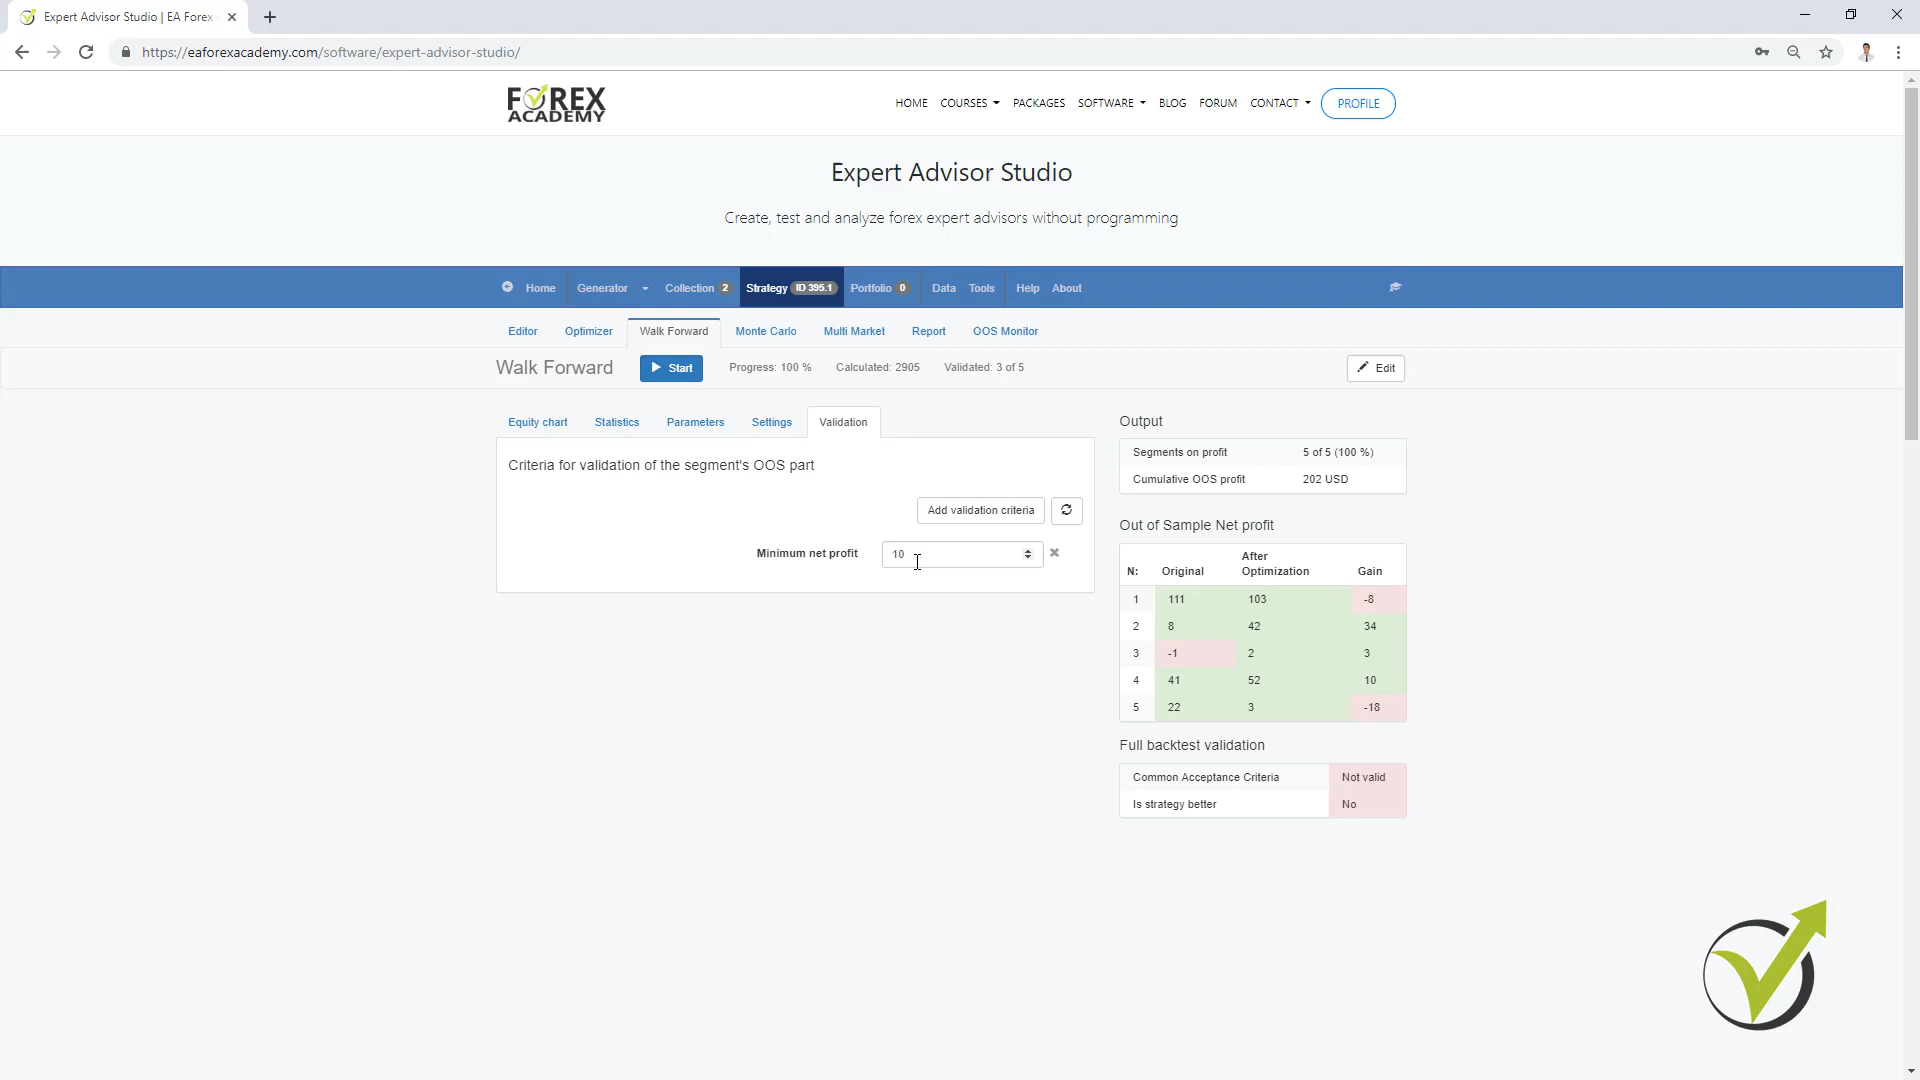 Expert Advisor Studio | EA Forex
https://eaforexacademy.com/software/expert-advisor-studio/
FOREX
ACADEMY
HOME COURSES PACKAGES SOFTWARE BLOG FORUM CONTACT PROFILE
Expert Advisor Studio
Create, test and analyze forex expert advisors without programming
Home Generator Collection 2 Strategy ID 395.1 Portfolio 0 Data Tools Help About
Editor Optimizer Walk Forward Monte Carlo Multi Market Report OOS Monitor
Walk Forward Start Progress: 100 % Calculated: 2905 Validated: 3 of 5 Edit
Equity chart Statistics Parameters Settings Validation
Criteria for validation of the segment's OOS part
Add validation criteria
Minimum net profit 10
Output
Segments on profit 5 of 5 (100 %)
Cumulative OOS profit 202 USD
Out of Sample Net profit
N: Original After Optimization Gain
1 111 103 -8
2 8 42 34
3 -1 2 3
4 41 52 10
5 22 3 -18
Full backtest validation
Common Acceptance Criteria Not valid
Is strategy better No